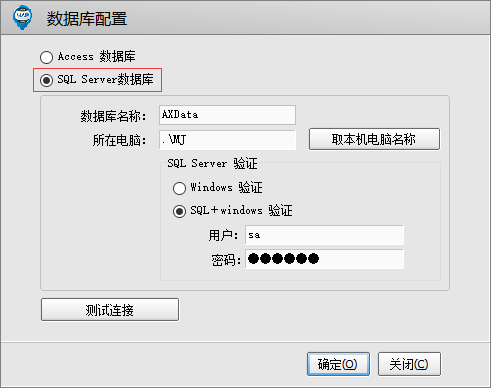 数据库配置
Access 数据库
SQL Server数据库
数据库名称: AXData
所在电脑: .\MJ 取本机电脑名称
SQL Server 验证
Windows 验证
SQL+windows 验证
用户: sa
密码: ●●●●●●
测试连接
确定(O) 关闭(C)